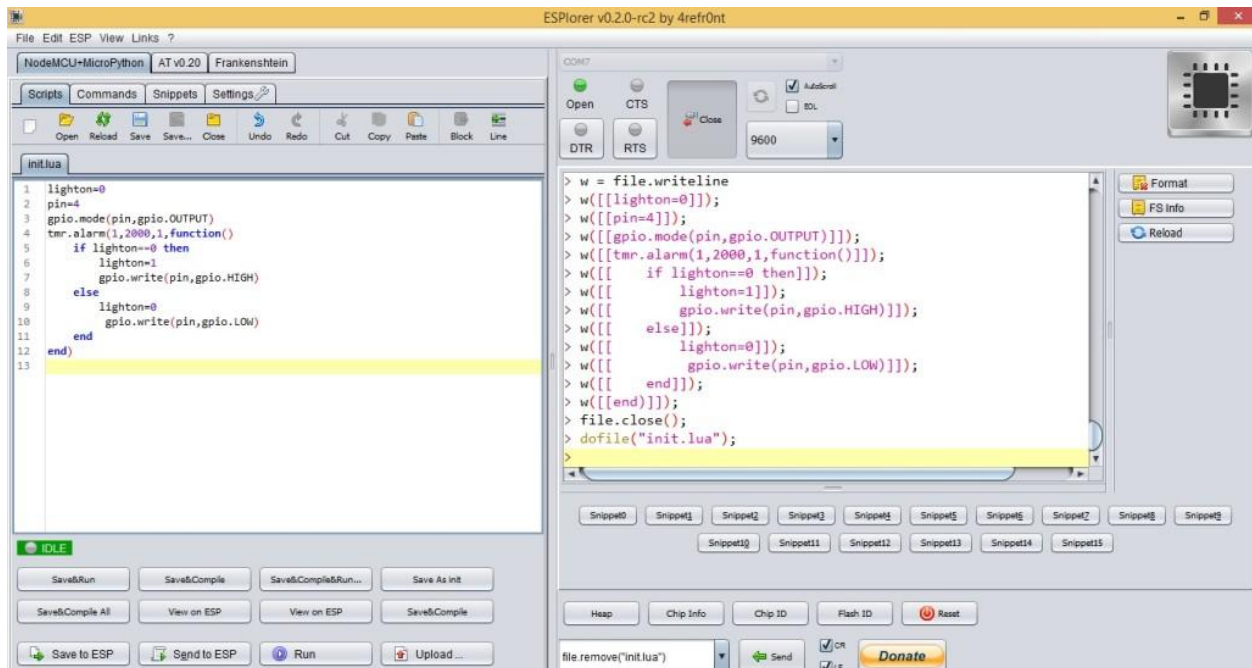 ESPlorer v0.2.0-rc2 by 4refr0nt
File Edit ESP View Links ?
NodeMCU+MicroPython AT v0.20 Frankenshtein
Scripts Commands Snippets Settings
Open Reload Save Save... Close Undo Redo Cut Copy Paste Block Line
init.lua
1 lighton=0
2 pin=4
3 gpio.mode(pin,gpio.OUTPUT)
4 tmr.alarm(1,2000,1,function()
5     if lighton==0 then
6         lighton=1
7         gpio.write(pin,gpio.HIGH)
8     else
9         lighton=0
10         gpio.write(pin,gpio.LOW)
11     end
12 end)
13
IDLE
Save&Run Save&Compile Save&Compile&Run... Save As init
Save&Compile All View on ESP View on ESP Save&Compile
Save to ESP Send to ESP Run Upload ...
COM7
Open CTS Close AutoScroll
EOL
DTR RTS 9600
> w = file.writeline
> w([[lighton=0]]);
> w([[pin=4]]);
> w([[gpio.mode(pin,gpio.OUTPUT)]]);
> w([[tmr.alarm(1,2000,1,function()]]);
> w([[    if lighton==0 then]]);
> w([[        lighton=1]]);
> w([[        gpio.write(pin,gpio.HIGH)]]);
> w([[    else]]);
> w([[        lighton=0]]);
> w([[         gpio.write(pin,gpio.LOW)]]);
> w([[    end]]);
> w([[end)]]);
> file.close();
> dofile("init.lua");
>
Format
FS Info
Reload
Snippet0 Snippet1 Snippet2 Snippet3 Snippet4 Snippet5 Snippet6 Snippet7 Snippet8 Snippet9
Snippet10 Snippet11 Snippet12 Snippet13 Snippet14 Snippet15
Heap Chip Info Chip ID Flash ID Reset
file.remove("init.lua") Send CR Donate
LF